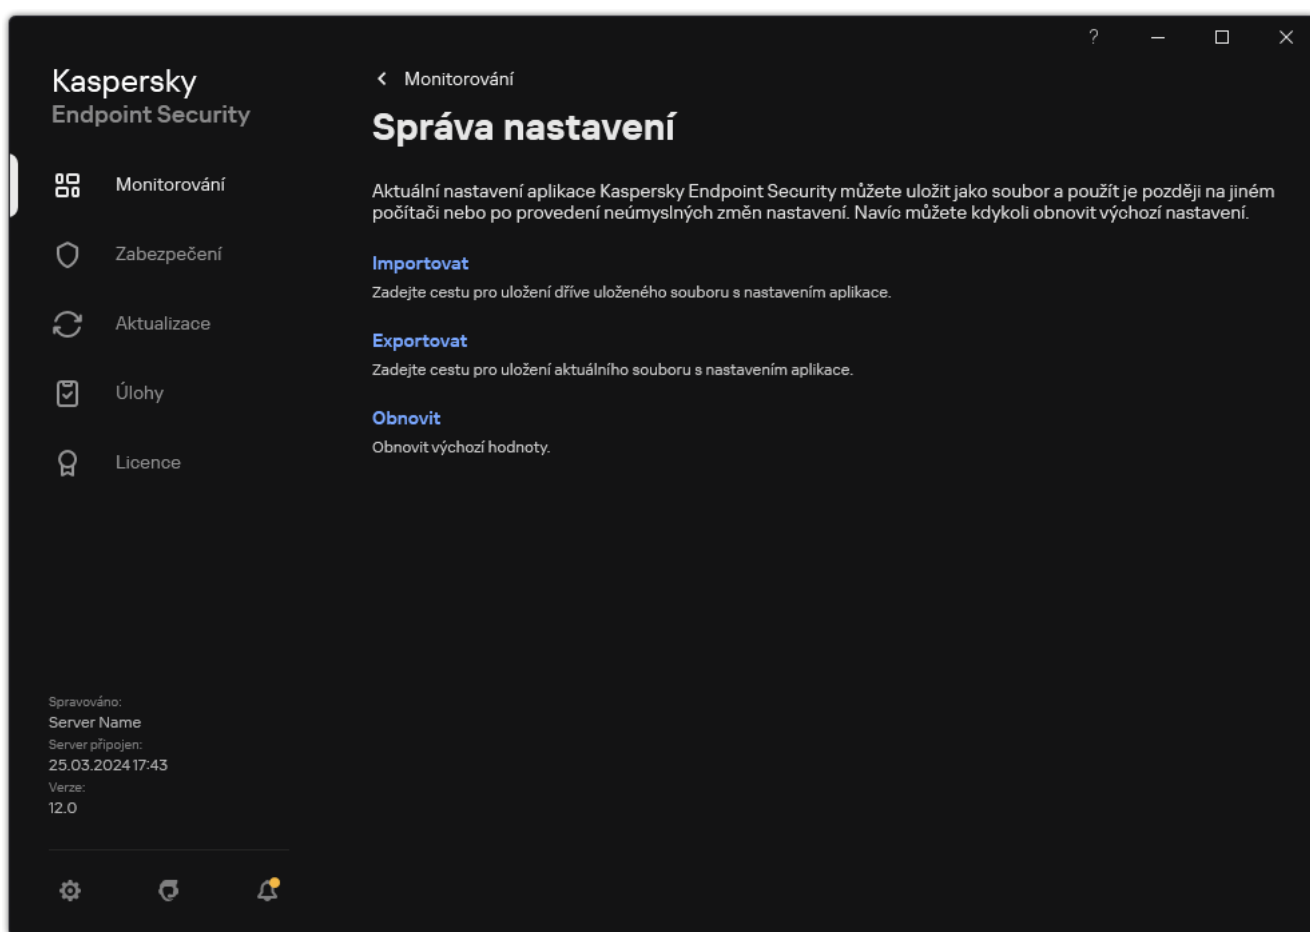 ?
Kaspersky
Endpoint Security
Monitorování
Zabezpečení
Aktualizace
Úlohy
Licence
Spravováno:
Server Name
Server připojen:
25.03.2024 17:43
Verze:
12.0
Monitorování
Správa nastavení
Aktuální nastavení aplikace Kaspersky Endpoint Security můžete uložit jako soubor a použít je později na jiném
počítači nebo po provedení neúmyslných změn nastavení. Navíc můžete kdykoli obnovit výchozí nastavení.
Importovat
Zadejte cestu pro uložení dříve uloženého souboru s nastavením aplikace.
Exportovat
Zadejte cestu pro uložení aktuálního souboru s nastavením aplikace.
Obnovit
Obnovit výchozí hodnoty.